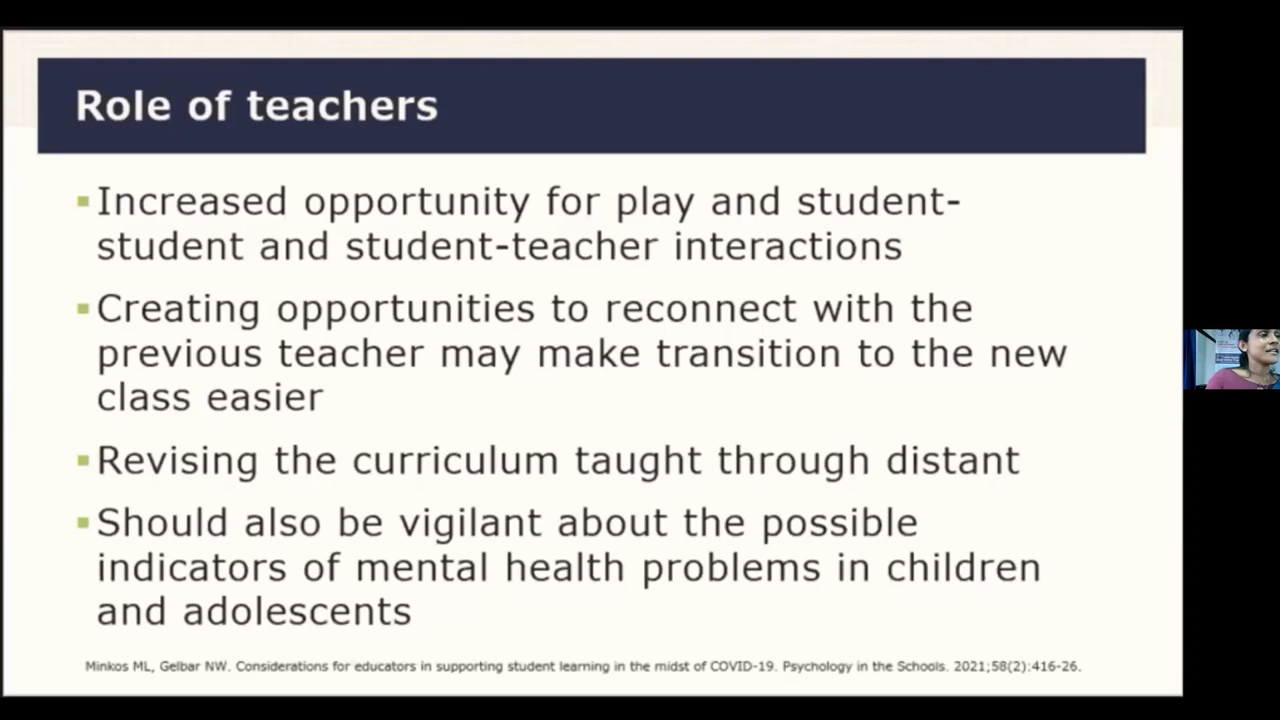 Role of teachers
Increased opportunity for play and student-
student and student-teacher interactions
Creating opportunities to reconnect with the
previous teacher may make transition to the new
class easier
Revising the curriculum taught through distant
Should also be vigilant about the possible
indicators of mental health problems in children
and adolescents
Minkos ML, Gelbar NW. Considerations for educators in supporting student learning in the midst of COVID-19. Psychology in the Schools. 2021;58(2):416-26.